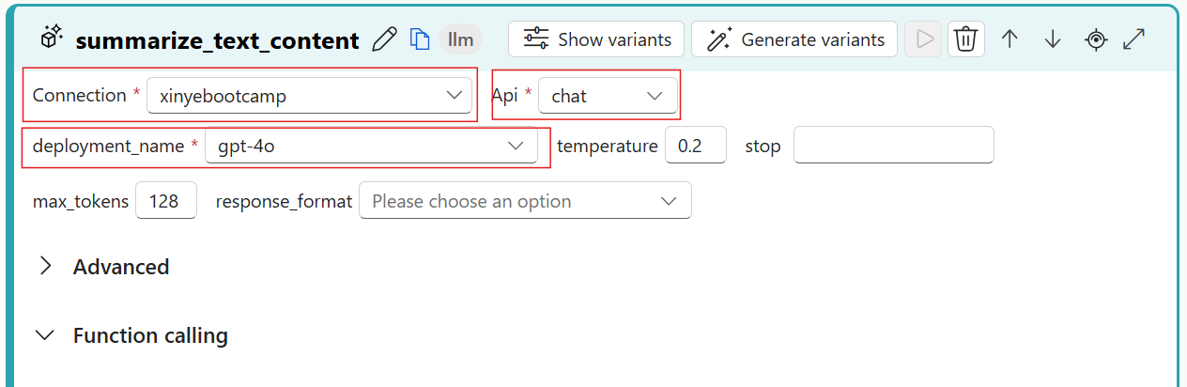 summarize_text_content llm Show variants Generate variants
Connection * xinyebootcamp Api * chat
deployment_name * gpt-4o temperature 0.2 stop
max_tokens 128 response_format Please choose an option
Advanced
Function calling